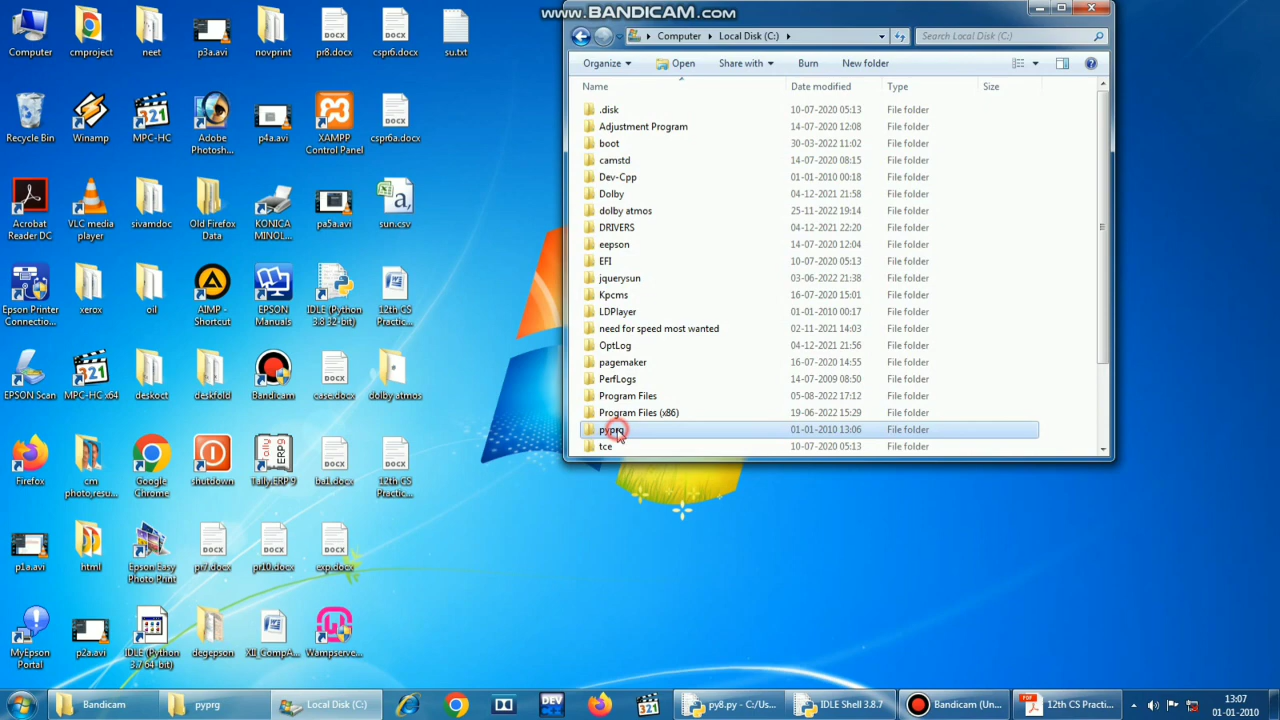 www.BANDICAM.com
Computer
cmproject
neet
p3a.avi
novprint
pr8.docx
cspr6.docx
su.txt
Recycle Bin
Winamp
MPC-HC
Adobe
Photosh...
p4a.avi
XAMPP
Control Panel
DOCX
cspr6a.docx
Acrobat
Reader DC
VLC media
player
sivamdoc
Old Firefox
Data
KONICA
MINOL...
pa5a.avi
sun.csv
Epson Printer
Connectio...
xerox
oil
AIMP -
Shortcut
EPSON
Manuals
IDLE (Python
3.8 32-bit)
12th CS
Practic...
EPSON Scan
MPC-HC x64
deskoct
deskfold
Bandicam
DOCX
case.docx
dolby atmos
Firefox
cm
photo,resu...
Google
Chrome
shutdown
Tally.ERP 9
DOCX
ba1.docx
DOCX
12th CS
Practic...
p1a.avi
html
Epson Easy
Photo Print
DOCX
pr7.docx
DOCX
pr10.docx
DOCX
exp.docx
MyEpson
Portal
p2a.avi
IDLE (Python
3.7 64-bit)
degepson
XII_CompA...
Wampserve...
Computer Local Disk (C:)
Search Local Disk (C:)
Organize Open Share with Burn New folder
Name Date modified Type Size
.disk 10-07-2020 05:13 File folder
Adjustment Program 14-07-2020 12:08 File folder
boot 30-03-2022 11:02 File folder
camstd 14-07-2020 08:15 File folder
Dev-Cpp 01-01-2010 00:18 File folder
Dolby 04-12-2021 21:58 File folder
dolby atmos 25-11-2022 19:14 File folder
DRIVERS 04-12-2021 22:20 File folder
eepson 14-07-2020 12:04 File folder
EFI 10-07-2020 05:13 File folder
jquerysun 03-06-2022 21:38 File folder
Kpcms 16-07-2020 15:01 File folder
LDPlayer 01-01-2010 00:17 File folder
need for speed most wanted 02-11-2021 14:03 File folder
OptLog 04-12-2021 21:56 File folder
pagemaker 16-07-2020 14:55 File folder
PerfLogs 14-07-2009 08:50 File folder
Program Files 05-08-2022 17:12 File folder
Program Files (x86) 19-06-2022 15:29 File folder
pyprg 01-01-2010 13:06 File folder
tce 10-07-2020 05:13 File folder
Bandicam
pyprg
Local Disk (C:)
DEV
py8.py - C:/Us...
IDLE Shell 3.8.7
Bandicam (Un...
12th CS Practi...
13:07
01-01-2010